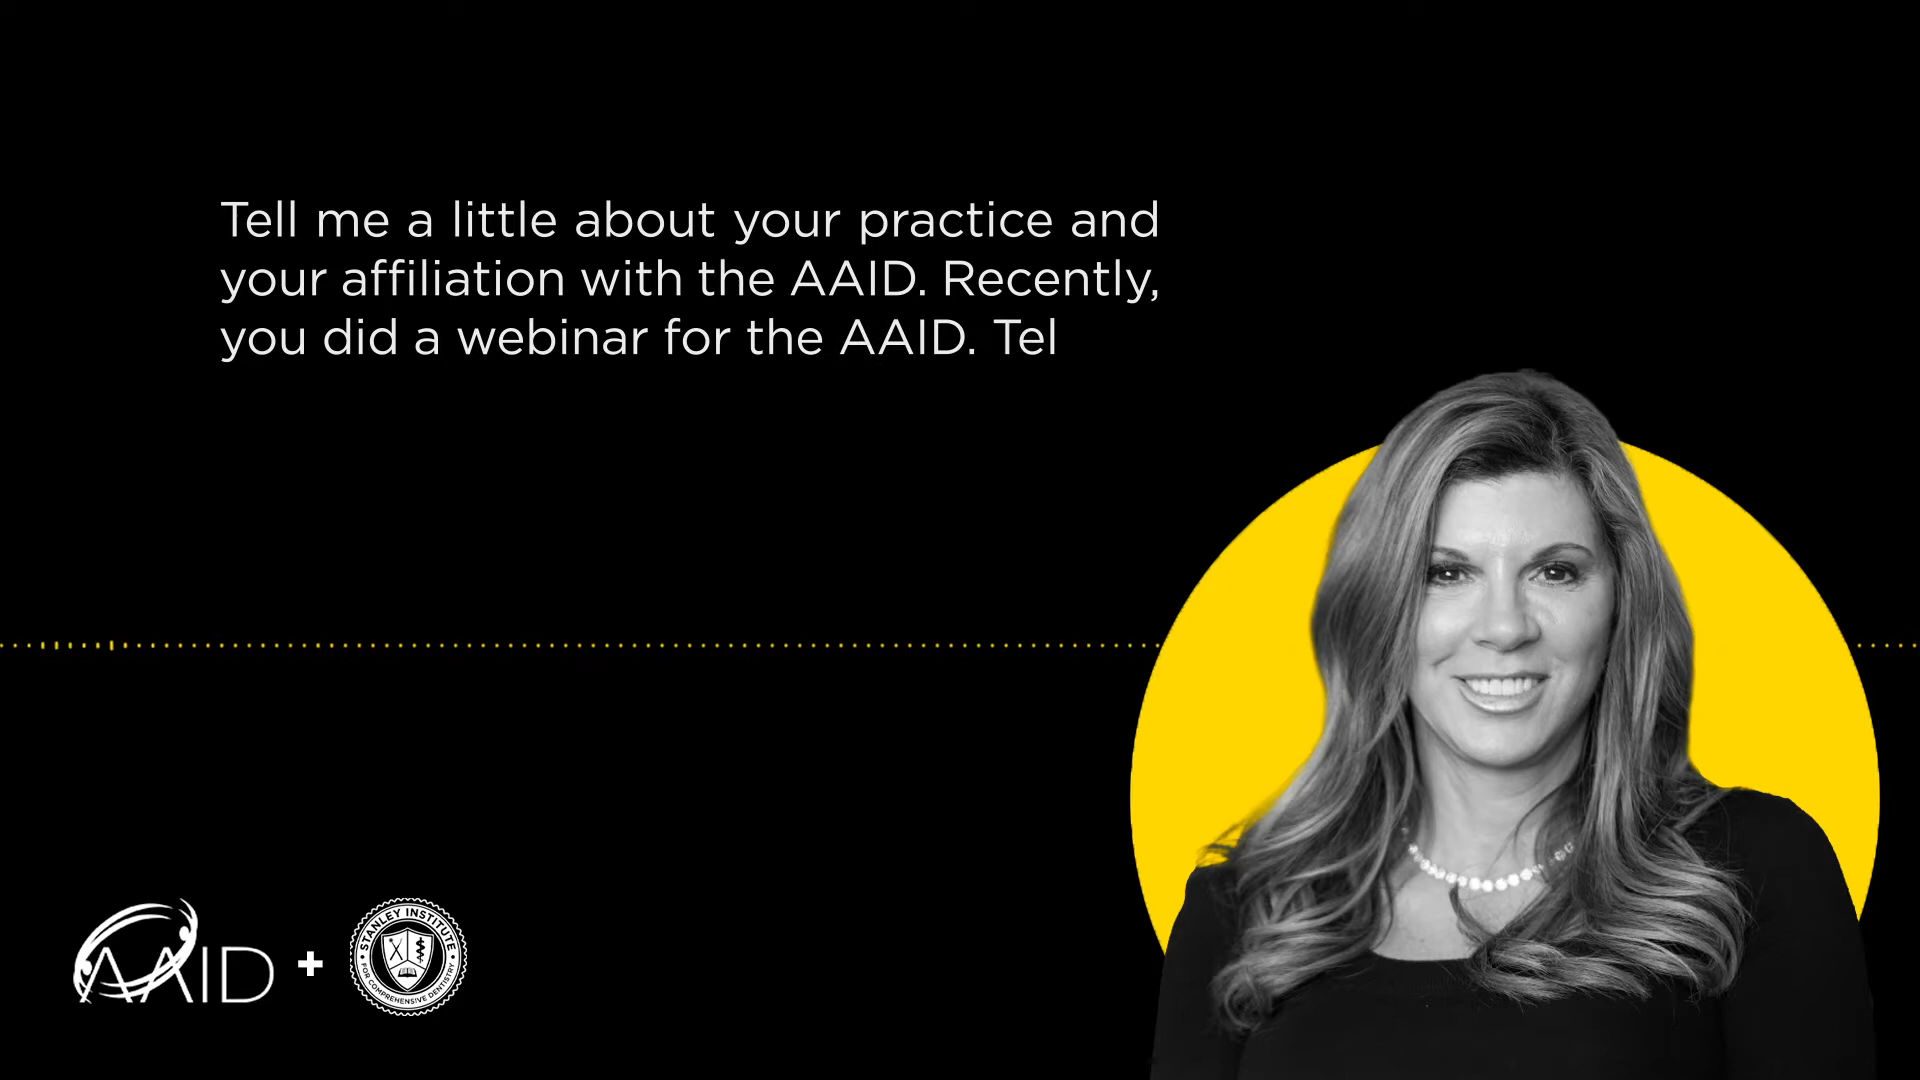 Tell me a little about your practice and
your affiliation with the AAID. Recently,
you did a webinar for the AAID. Tel
AAID
+
STANLEY INSTITUTE
FOR COMPREHENSIVE DENTISTRY